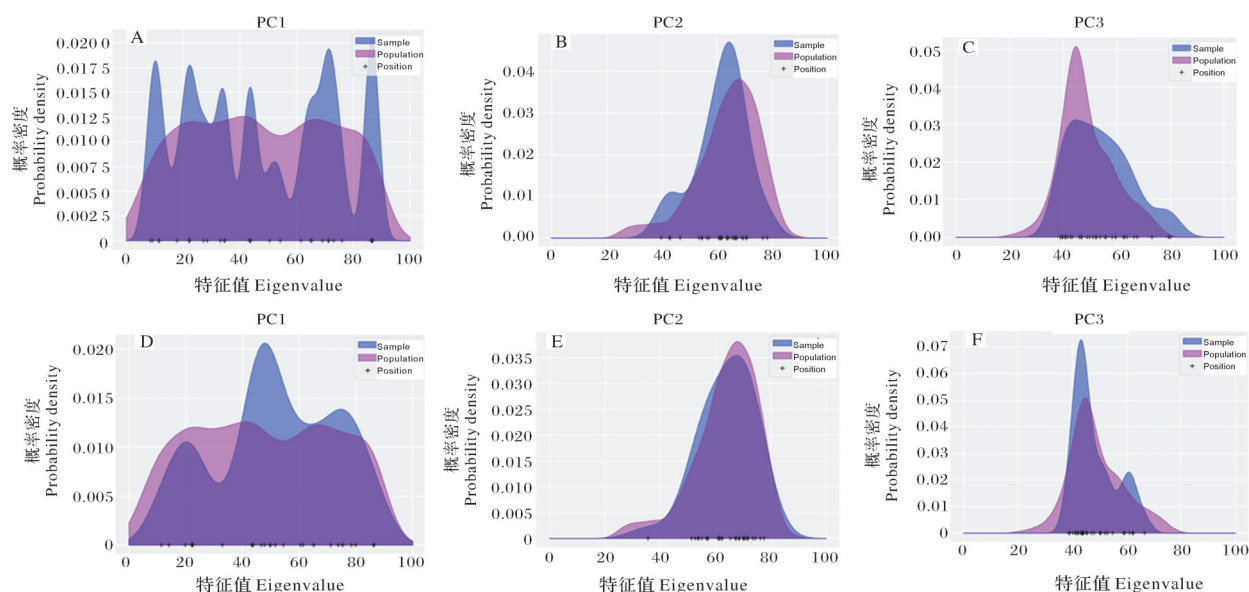 PC1
A
Sample
Population
Position
0.020 0
0.017 5
0.015 0
0.012 5
0.010 0
0.007 5
0.005 0
0.002 5
0
概率密度
Probability density
0 20 40 60 80 100
特征值 Eigenvalue
PC2
B
Sample
Population
Position
0.04
0.03
0.02
0.01
0.00
概率密度
Probability density
0 20 40 60 80 100
特征值 Eigenvalue
PC3
C
Sample
Population
Position
0.05
0.04
0.03
0.02
0.01
0.00
概率密度
Probability density
0 20 40 60 80 100
特征值 Eigenvalue
PC1
D
Sample
Population
Position
0.020
0.015
0.010
0.005
0
概率密度
Probability density
0 20 40 60 80 100
特征值 Eigenvalue
PC2
E
Sample
Population
Position
0.035
0.030
0.025
0.020
0.015
0.010
0.005
0
概率密度
Probability density
0 20 40 60 80 100
特征值 Eigenvalue
PC3
F
Sample
Population
Position
0.07
0.06
0.05
0.04
0.03
0.02
0.01
0
概率密度
Probability density
0 20 40 60 80 100
特征值 Eigenvalue